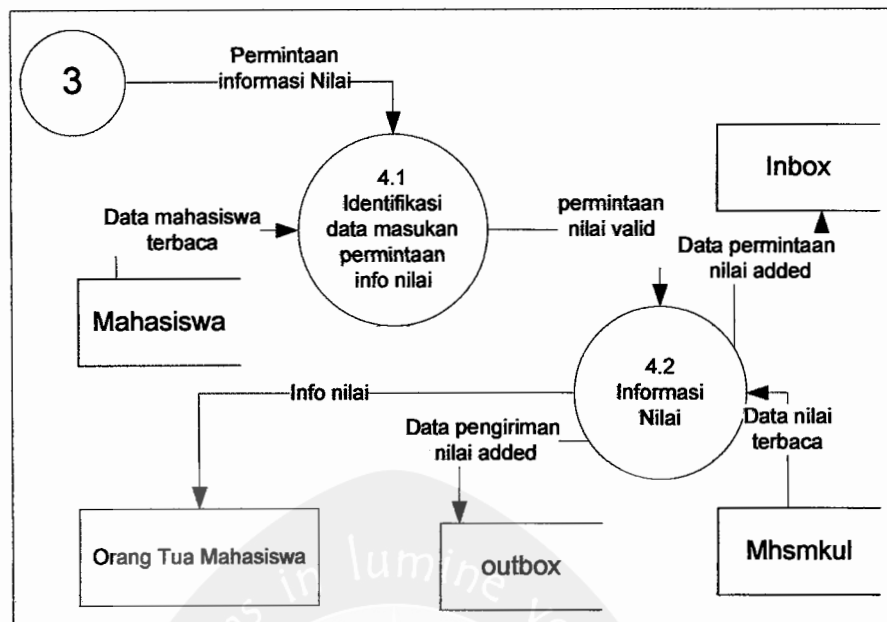 3
Permintaan
informasi Nilai
4.1
Identifikasi
data masukan
permintaan
info nilai
Inbox
Data mahasiswa
terbaca
permintaan
nilai valid
Data permintaan
nilai added
Mahasiswa
4.2
Informasi
Nilai
Info nilai
Data pengiriman
nilai added
Data nilai
terbaca
Orang Tua Mahasiswa
outbox
Mhsmkul
in lumine